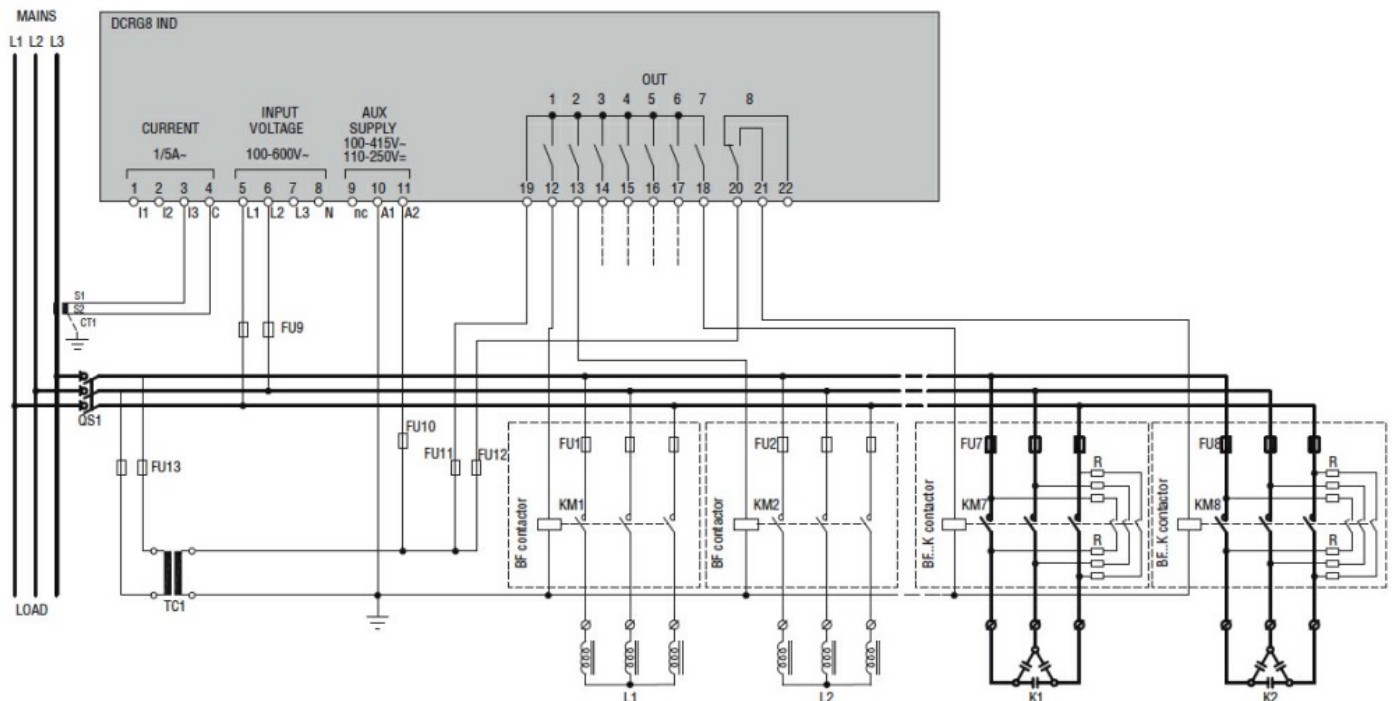 MAINS
L1 L2 L3
DCRG8 IND
OUT
1 2 3 4 5 6 7 8
CURRENT
1/5A~
INPUT
VOLTAGE
100-600V~
AUX
SUPPLY
100-415V~
110-250V=
1 2 3 4 5 6 7 8 9 10 11 19 12 13 14 15 16 17 18 20 21 22
I1 I2 I3 C L1 L2 L3 N nc A1 A2
S1
S2
CT1
FU9
QS1
FU10
FU13
FU11
FU12
FU1
FU2
FU7
FU8
R
R
KM1
KM2
KM7
KM8
R
R
BF contactor
BF contactor
BF...K contactor
BF...K contactor
TC1
LOAD
L1
L2
K1
K2